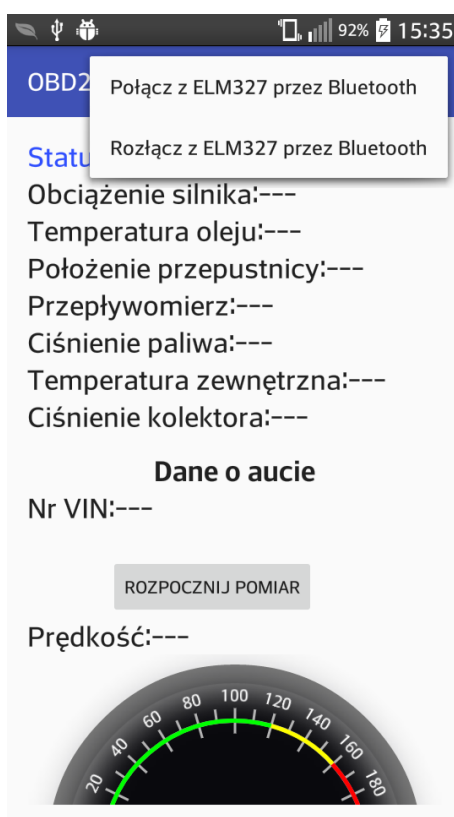 92% 15:35
OBD2
Połącz z ELM327 przez Bluetooth
Rozłącz z ELM327 przez Bluetooth
Statu
Obciążenie silnika:---
Temperatura oleju:---
Położenie przepustnicy:---
Przepływomierz:---
Ciśnienie paliwa:---
Temperatura zewnętrzna:---
Ciśnienie kolektora:---
Dane o aucie
Nr VIN:---
ROZPOCZNIJ POMIAR
Prędkość:---
20 40 60 80 100 120 140 160 180